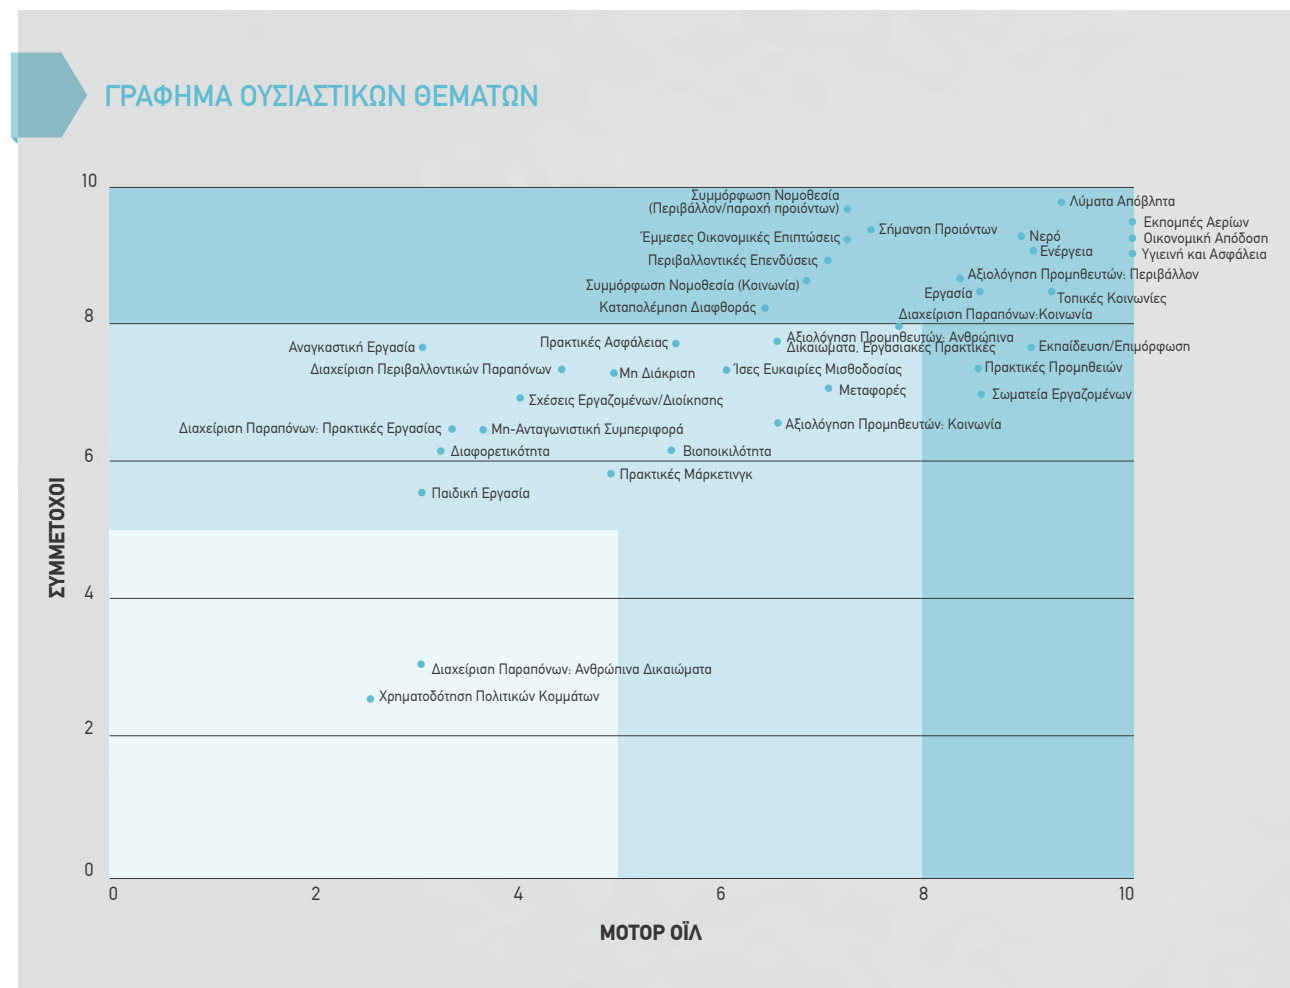 ΓΡΑΦΗΜΑ ΟΥΣΙΑΣΤΙΚΩΝ ΘΕΜΑΤΩΝ
10
Συμμόρφωση Νομοθεσία
(Περιβάλλον/παροχή προιόντων)
Λύματα Απόβλητα
Εκπομπές Αερίων
Σήμανση Προιόντων
Έμμεσες Οικονομικές Επιπτώσεις
Νερό
Οικονομική Απόδοση
Ενέργεια
Υγιεινή και Ασφάλεια
Περιβαλλοντικές Επενδύσεις
Αξιολόγηση Προμηθευτών: Περιβάλλον
Συμμόρφωση Νομοθεσία (Κοινωνία)
Εργασία
Τοπικές Κοινωνίες
Καταπολέμηση Διαφθοράς
8
Διαχείριση Παραπόνων:Κοινωνία
Αξιολόγηση Προμηθευτών: Ανθρώπινα
Δικαιώματα, Εργασιακές Πρακτικές
Πρακτικές Ασφάλειας
Αναγκαστική Εργασία
Εκπαίδευση/Επιμόρφωση
Διαχείριση Περιβαλλοντικών Παραπόνων
Μη Διάκριση
Ίσες Ευκαιρίες Μισθοδοσίας
Πρακτικές Προμηθειών
Μεταφορές
Σωματεία Εργαζομένων
Σχέσεις Εργαζομένων/Διοίκησης
Διαχείριση Παραπόνων: Πρακτικές Εργασίας
Μη-Ανταγωνιστική Συμπεριφορά
Αξιολόγηση Προμηθευτών: Κοινωνία
6
Διαφορετικότητα
Βιοποικιλότητα
Πρακτικές Μάρκετινγκ
Παιδική Εργασία
ΣΥΜΜΕΤΟΧΟΙ
4
Διαχείριση Παραπόνων: Ανθρώπινα Δικαιώματα
Χρηματοδότηση Πολιτικών Κομμάτων
2
0
0 2 4 6 8 10
ΜΟΤΟΡ ΟΪΛ